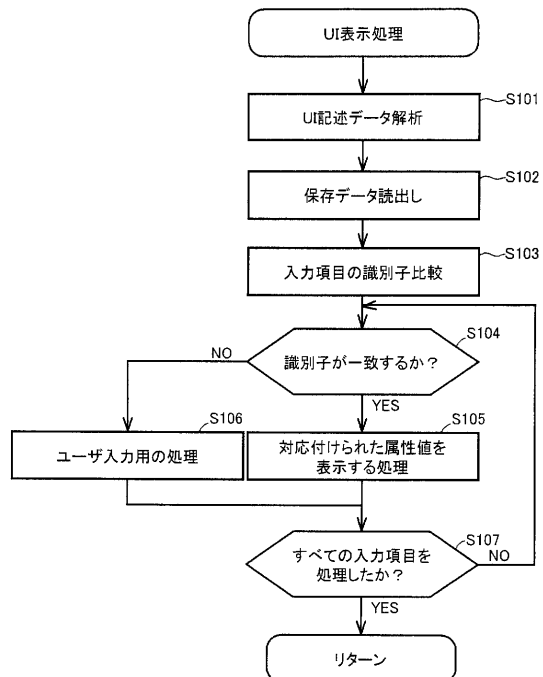 UI表示処理
S101
UI記述データ解析
S102
保存データ読出し
S103
入力項目の識別子比較
S104
識別子が一致するか?
NO
YES
S106
ユーザ入力用の処理
S105
対応付けられた属性値を
表示する処理
S107
すべての入力項目を
処理したか?
NO
YES
リターン